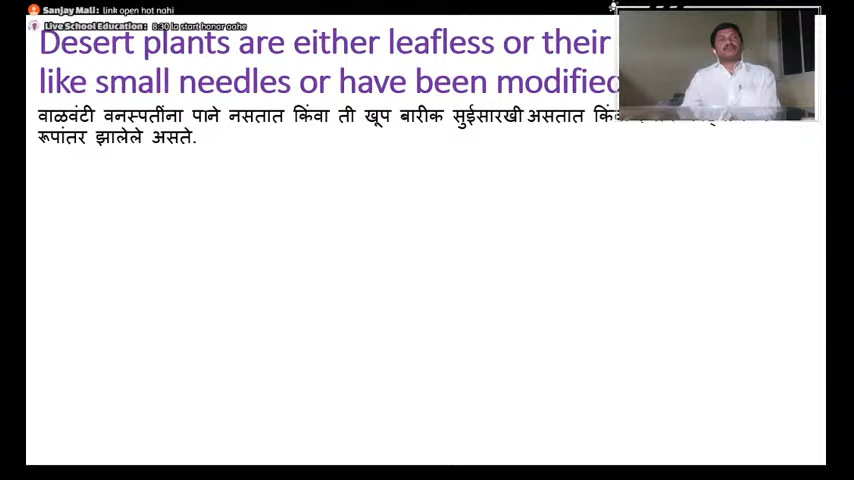 Sanjay Mali: link open hot nahi
Live School Education: 8:30 la start honar aahe
Desert plants are either leafless or their
like small needles or have been modified
वाळवंटी वनस्पतींना पाने नसतात किंवा ती खूप बारीक सुईसारखी असतात
रूपांतर झालेले असते.